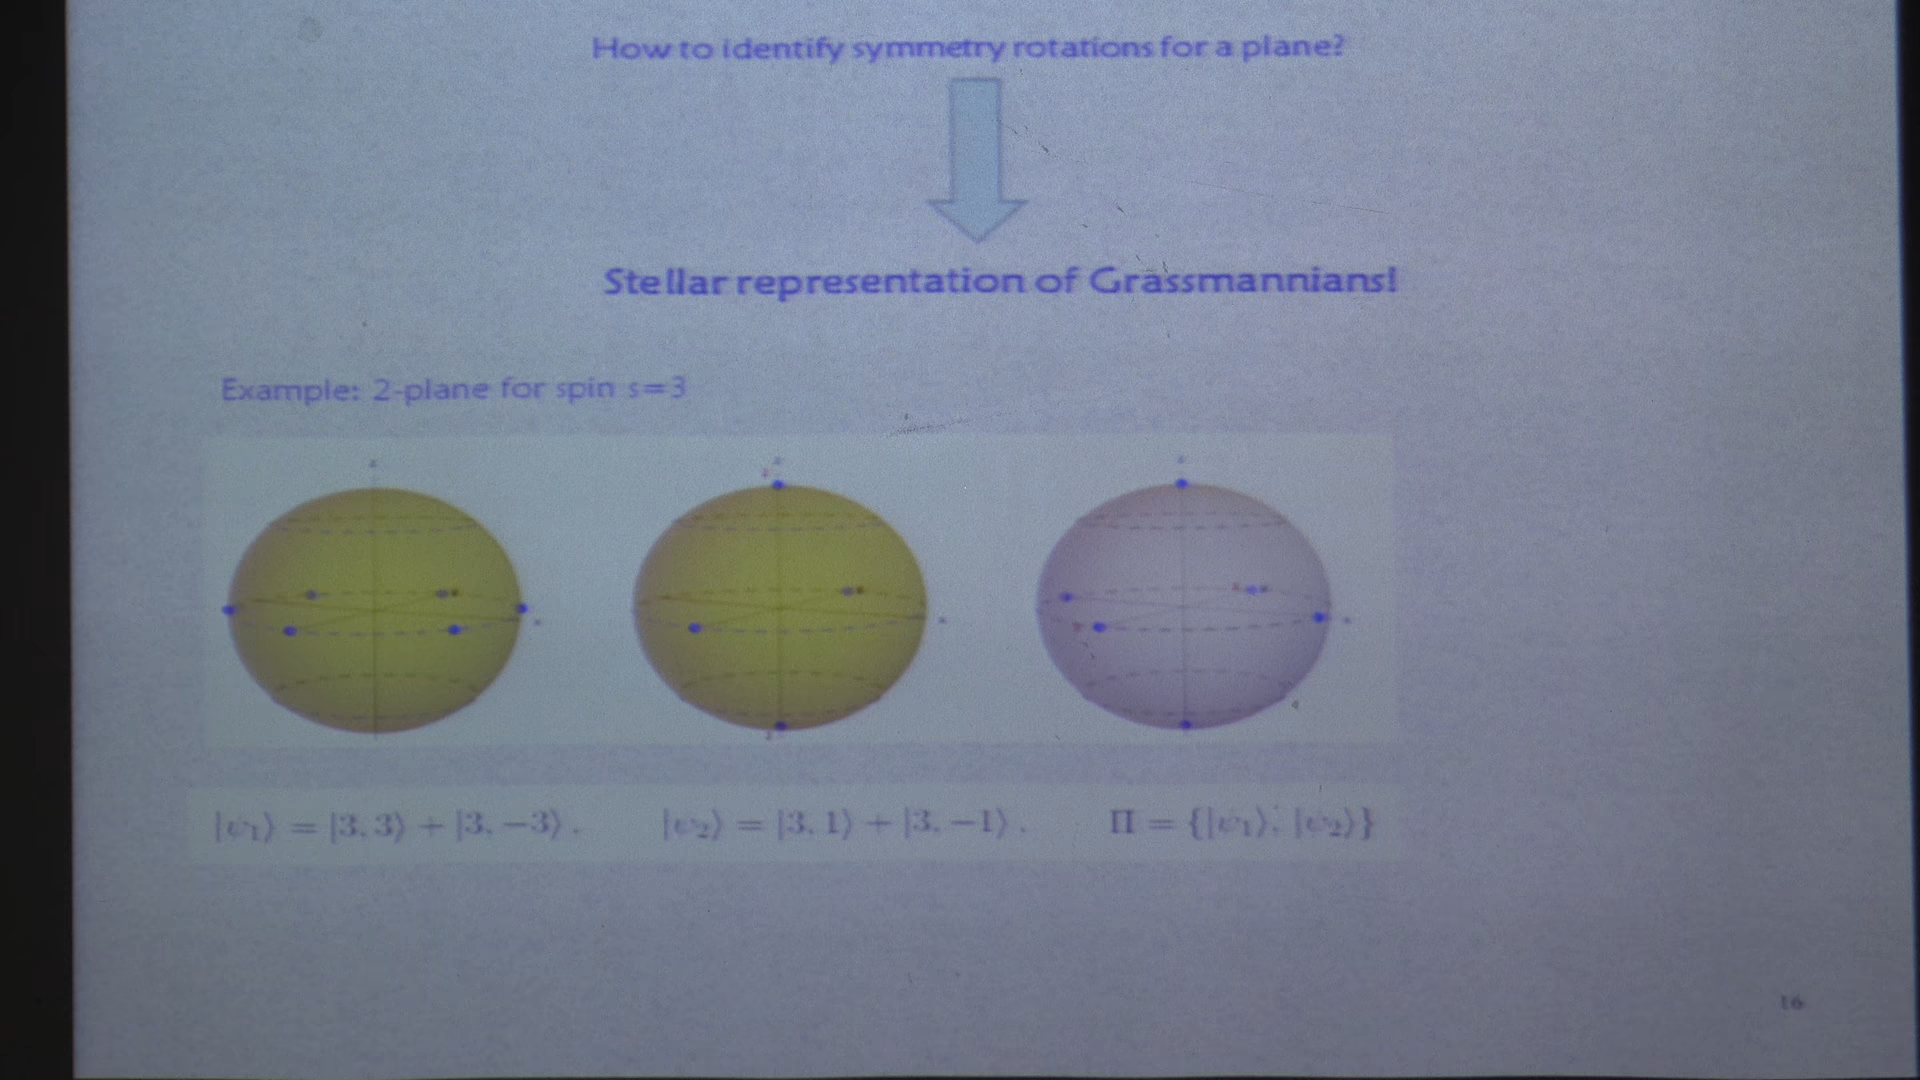 How to identify symmetry rotations for a plane?
Stellar representation of Grassmannians!
Example: 2-plane for spin s=3
|ψ₁⟩ = |3, 3⟩ + |3, −3⟩ .
|ψ₂⟩ = |3, 1⟩ + |3, −1⟩ .
Π = {|ψ₁⟩, |ψ₂⟩}
16